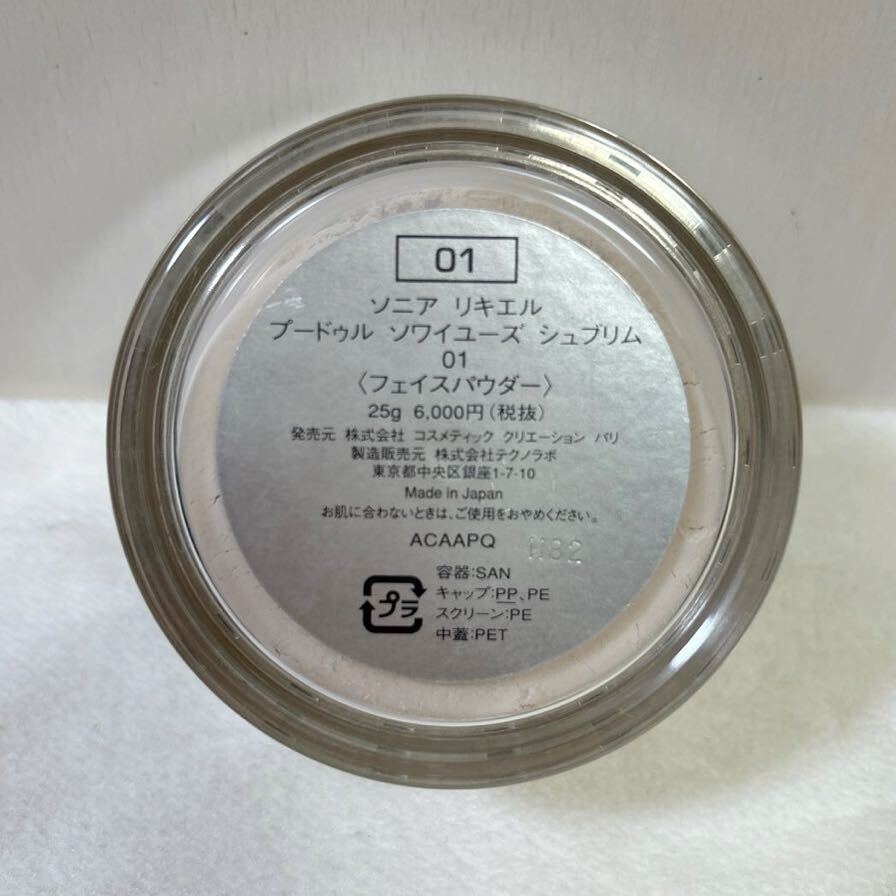 01
ソニア リキエル
プードゥル ソワイユーズ シュブリム
01
〈フェイスパウダー〉
25g 6,000円(税抜)
発売元 株式会社 コスメティック クリエーション パリ
製造販売元 株式会社テクノラボ
東京都中央区銀座1-7-10
Made in Japan
お肌に合わないときは、ご使用をおやめください。
ACAAPQ
プラ
容器:SAN
キャップ:PP、PE
スクリーン:PE
中蓋:PET